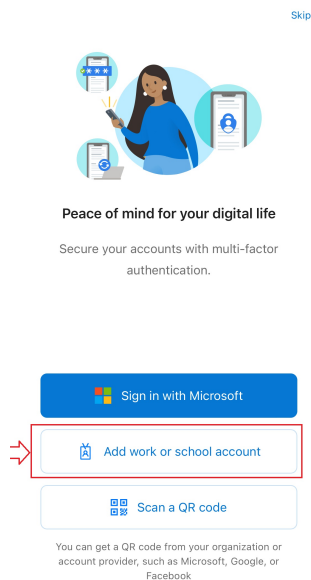 Skip
Peace of mind for your digital life
Secure your accounts with multi-factor
authentication.
Sign in with Microsoft
Add work or school account
Scan a QR code
You can get a QR code from your organization or
account provider, such as Microsoft, Google, or
Facebook